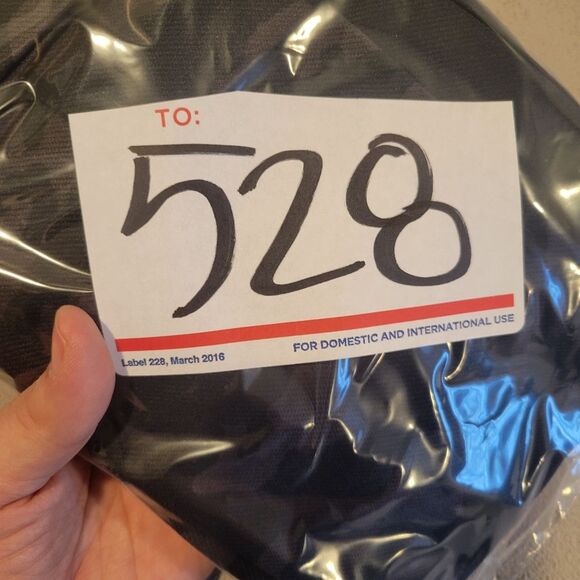 TO:
528
FOR DOMESTIC AND INTERNATIONAL USE
Label 228, March 2016